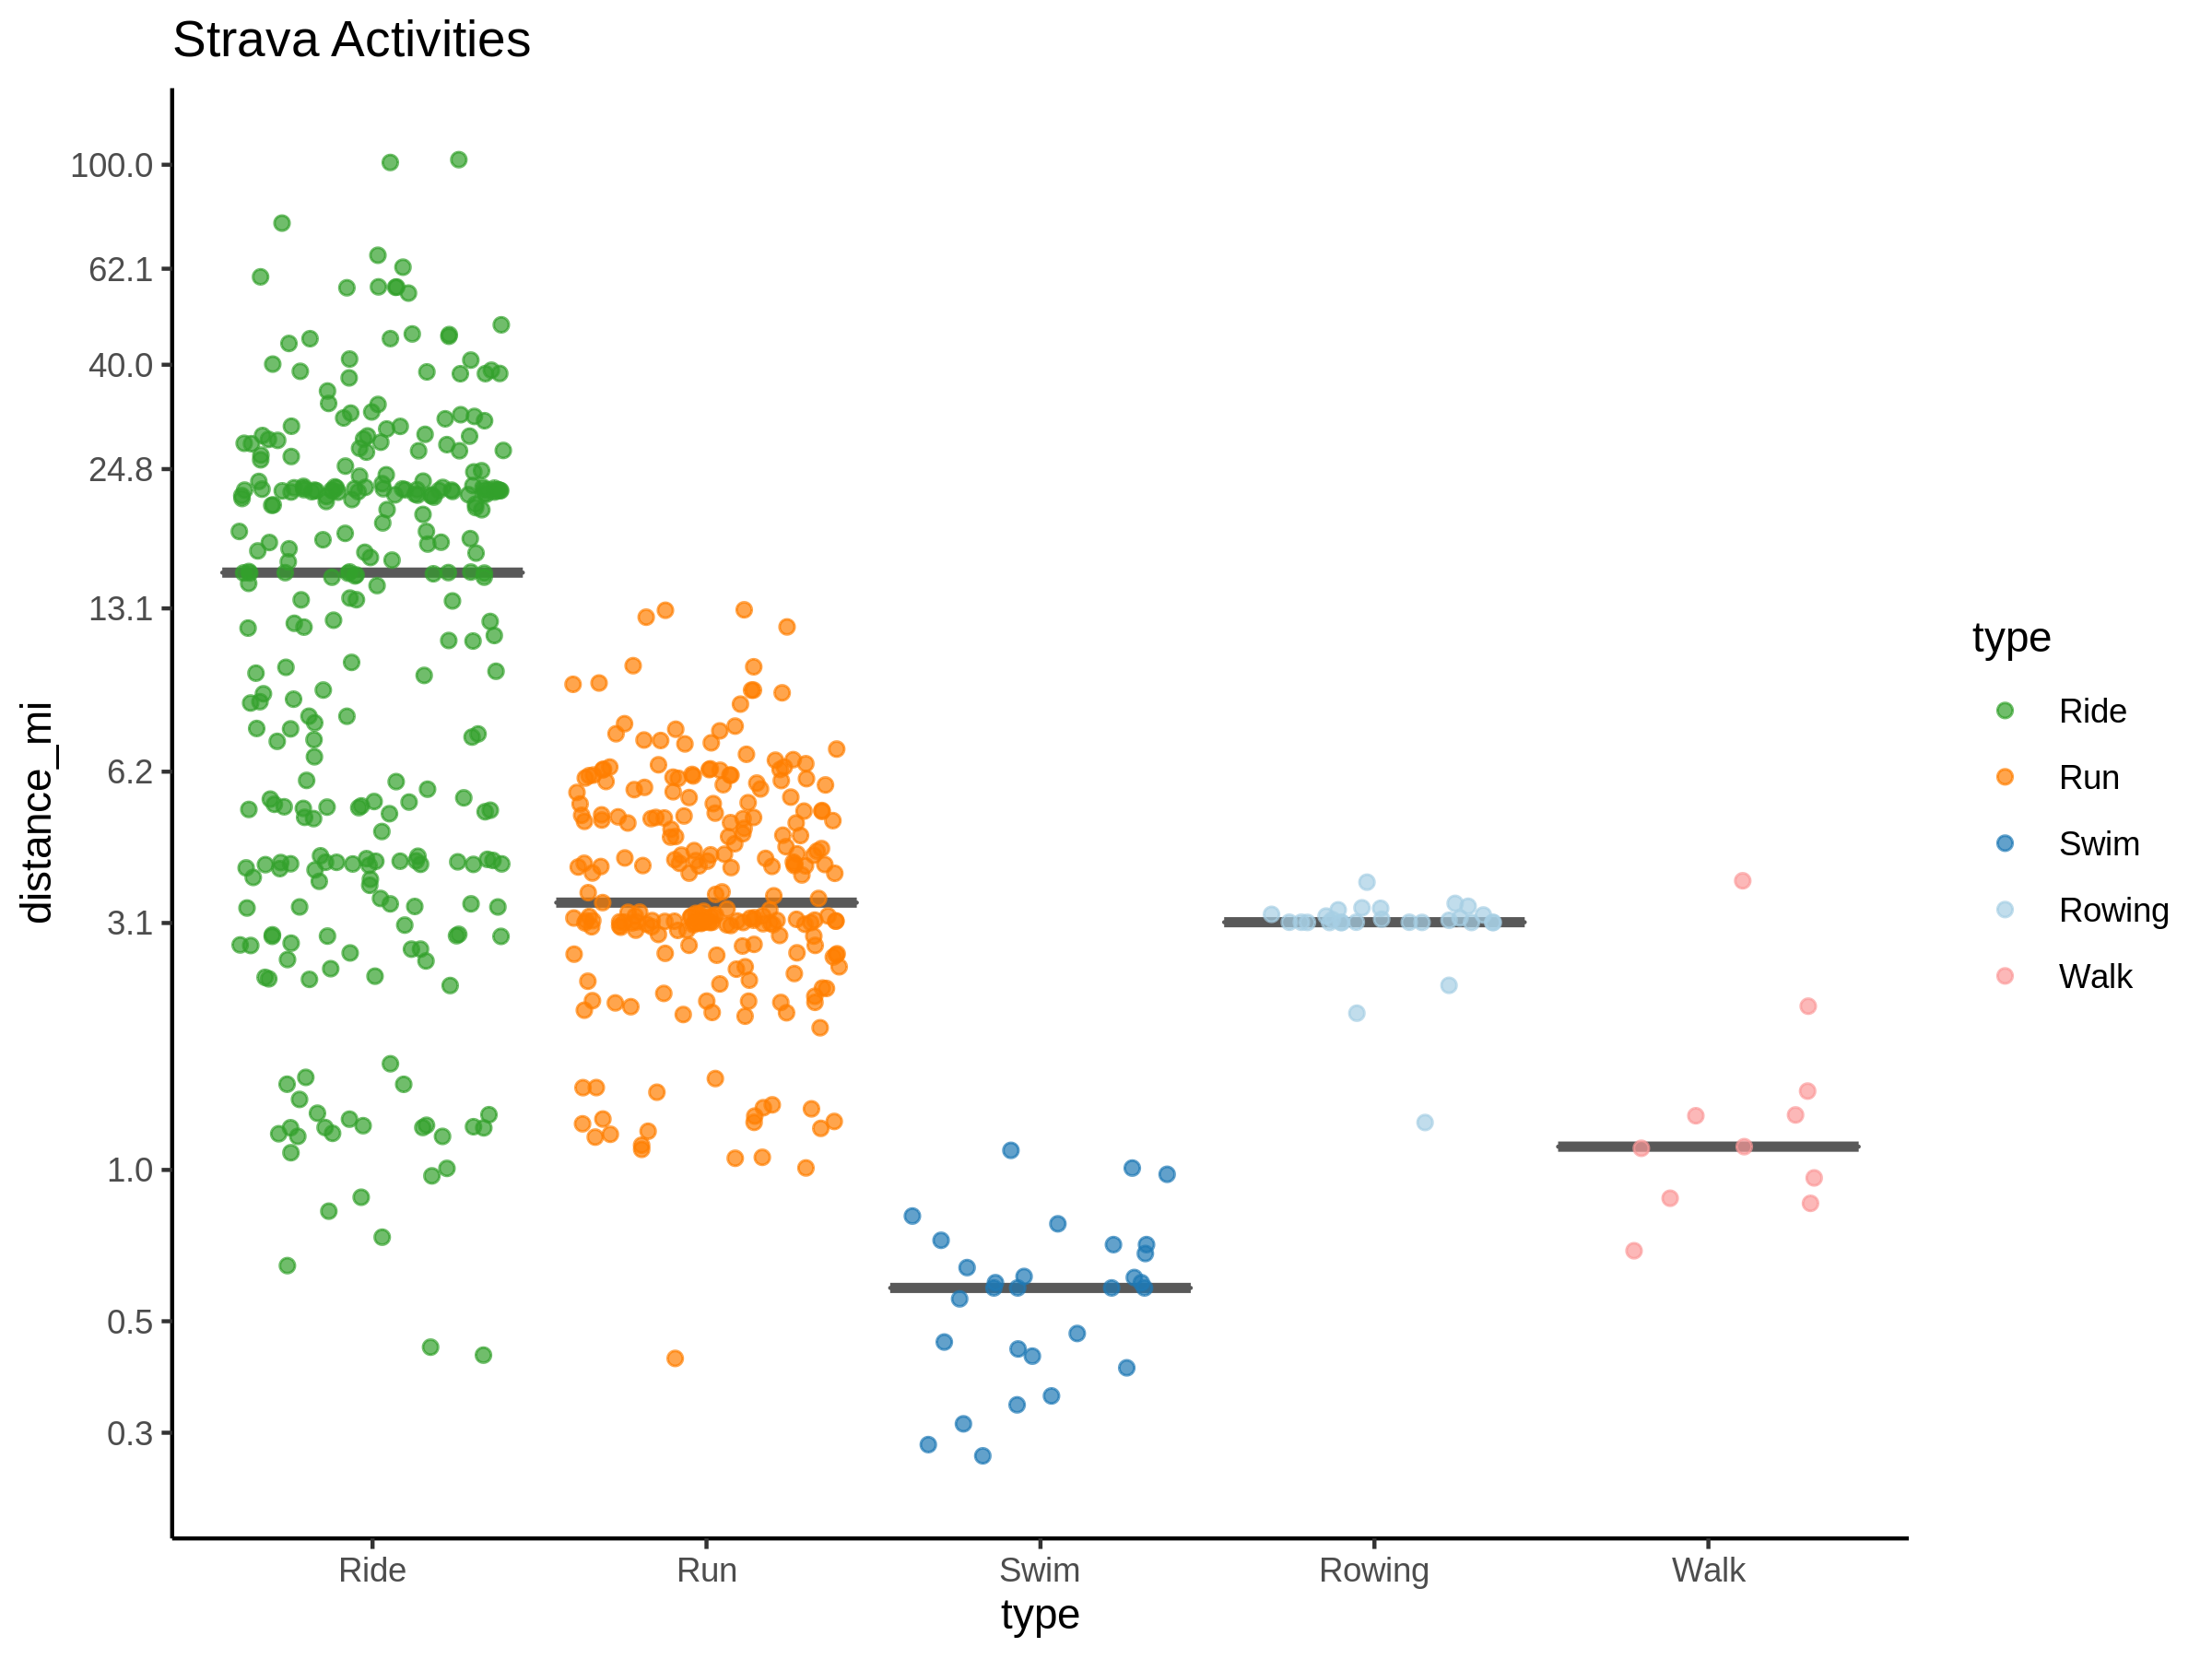 Strava Activities
distance_mi
100.0
62.1
40.0
24.8
13.1
6.2
3.1
1.0
0.5
0.3
Ride
Run
Swim
Rowing
Walk
type
type
Ride
Run
Swim
Rowing
Walk